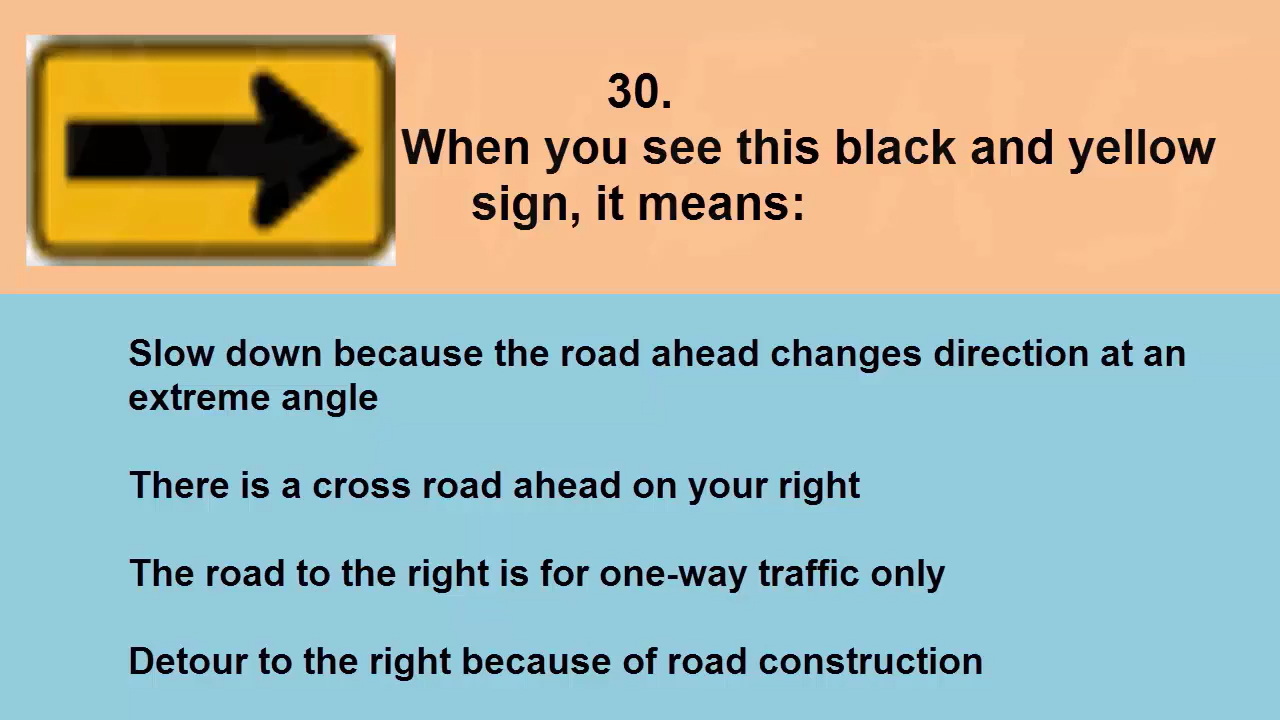 30.
When you see this black and yellow
sign, it means:
Slow down because the road ahead changes direction at an
extreme angle
There is a cross road ahead on your right
The road to the right is for one-way traffic only
Detour to the right because of road construction